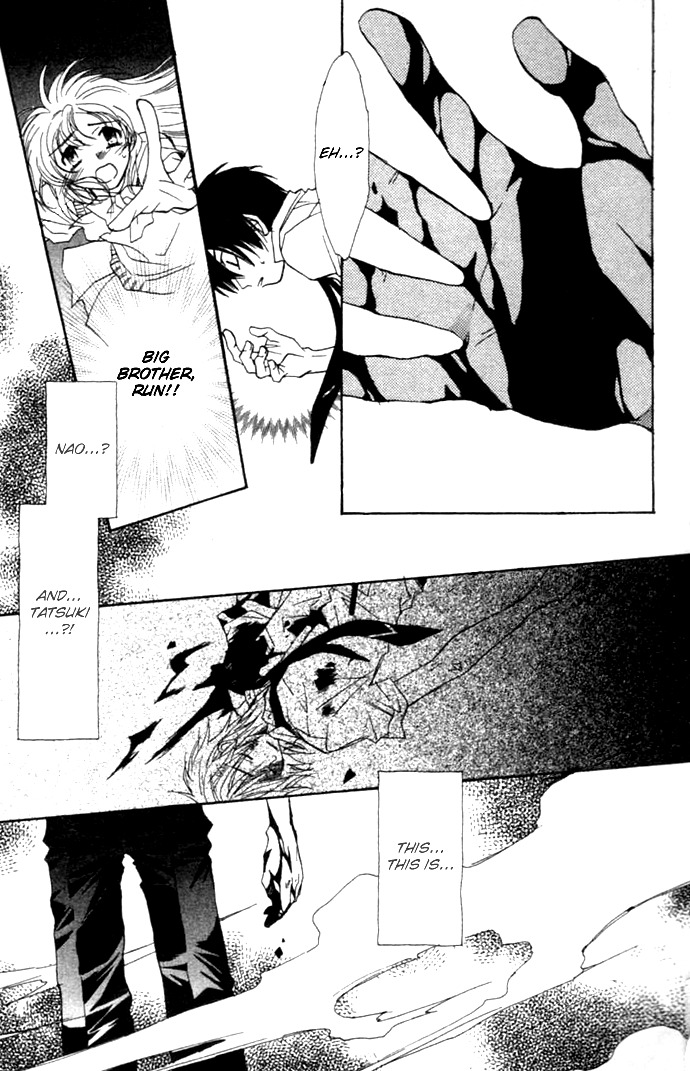 EH...?
BIG
BROTHER,
RUN!!
NAO...?
AND...
TATSUKI
...?!
THIS...
THIS IS...